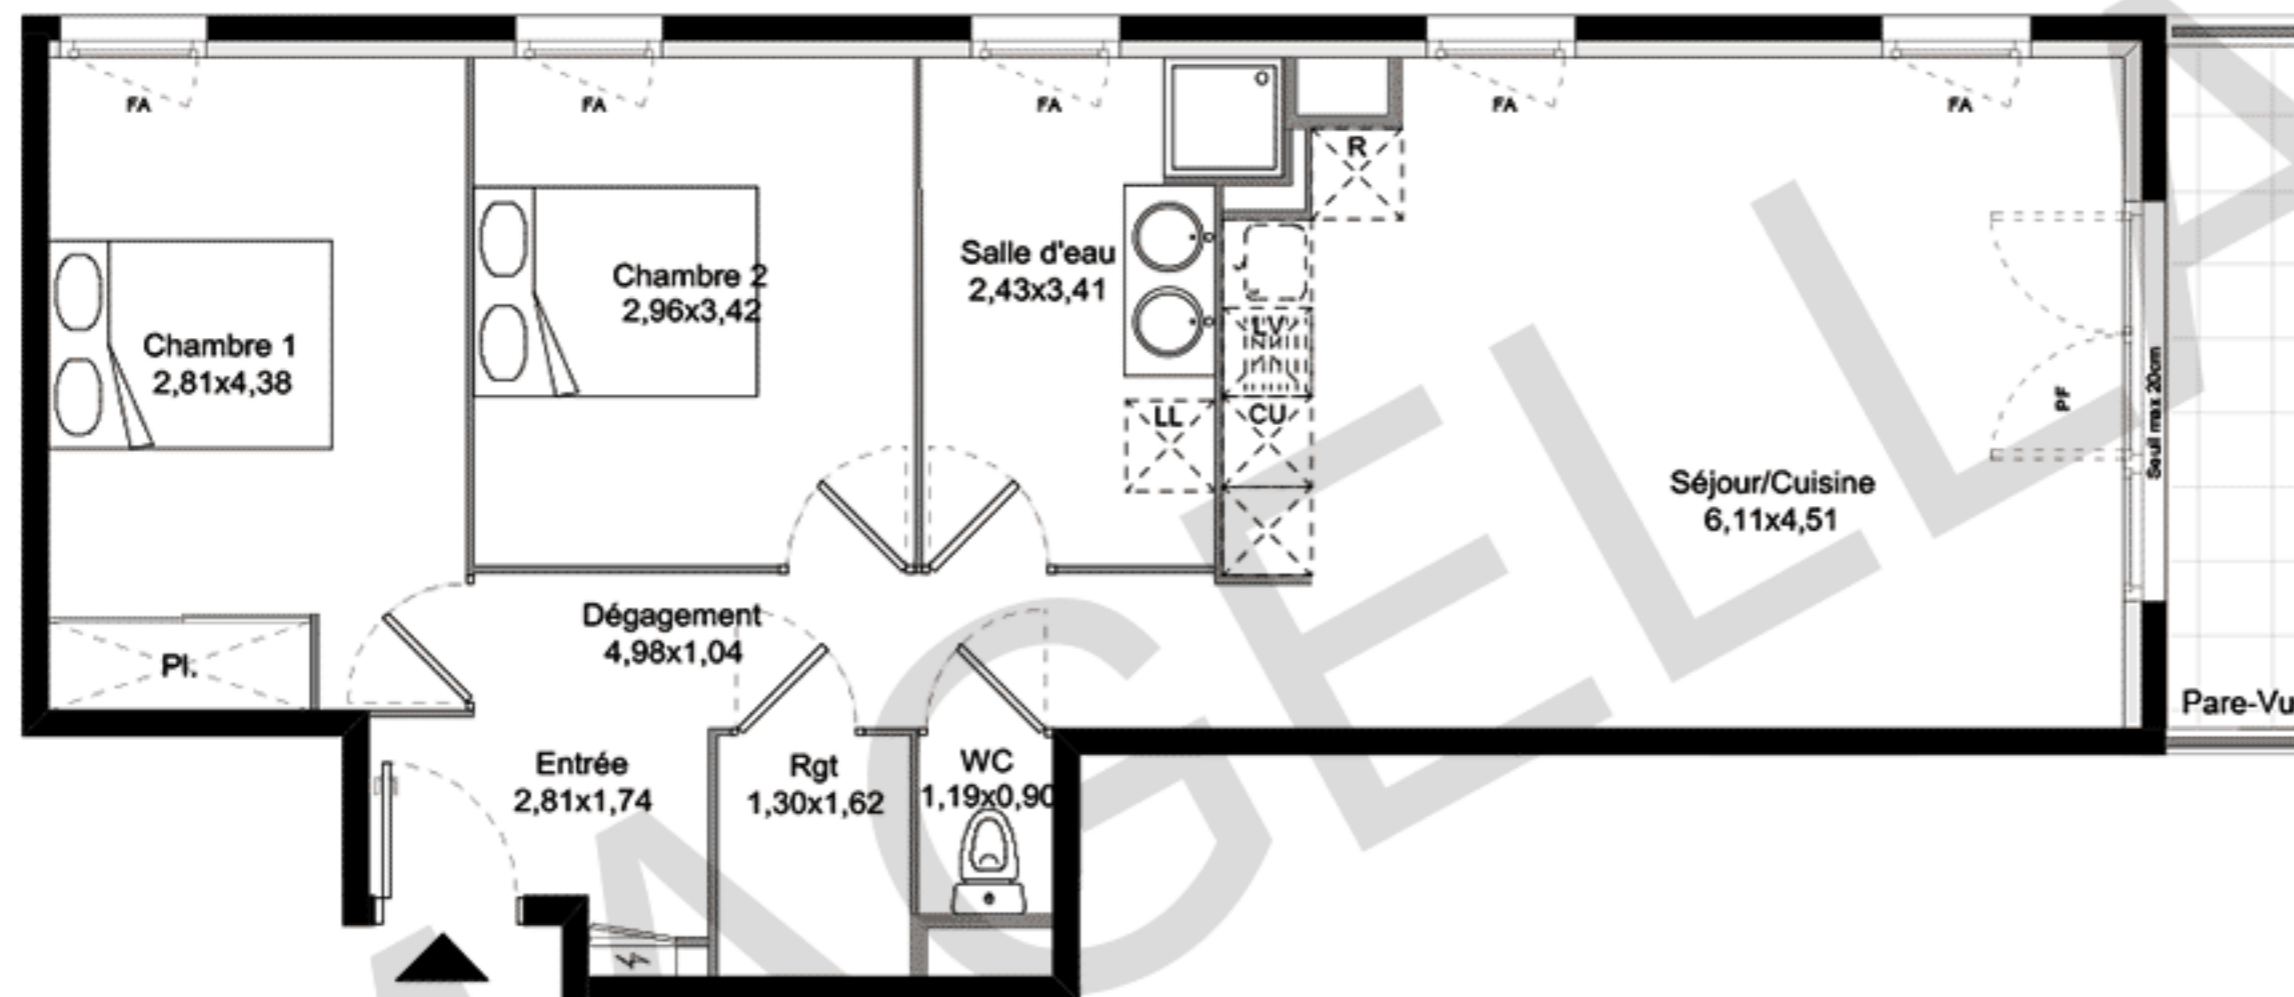 FA
FA
FA
FA
FA
R
Salle d'eau
2,43x3,41
Chambre 2
2,96x3,42
LV
Chambre 1
2,81x4,38
PF
Seuil max 20cm
LL
CU
Séjour/Cuisine
6,11x4,51
Dégagement
4,98x1,04
Pl.
Pare-Vu
Entrée
2,81x1,74
Rgt
1,30x1,62
WC
1,19x0,90
AGELLA